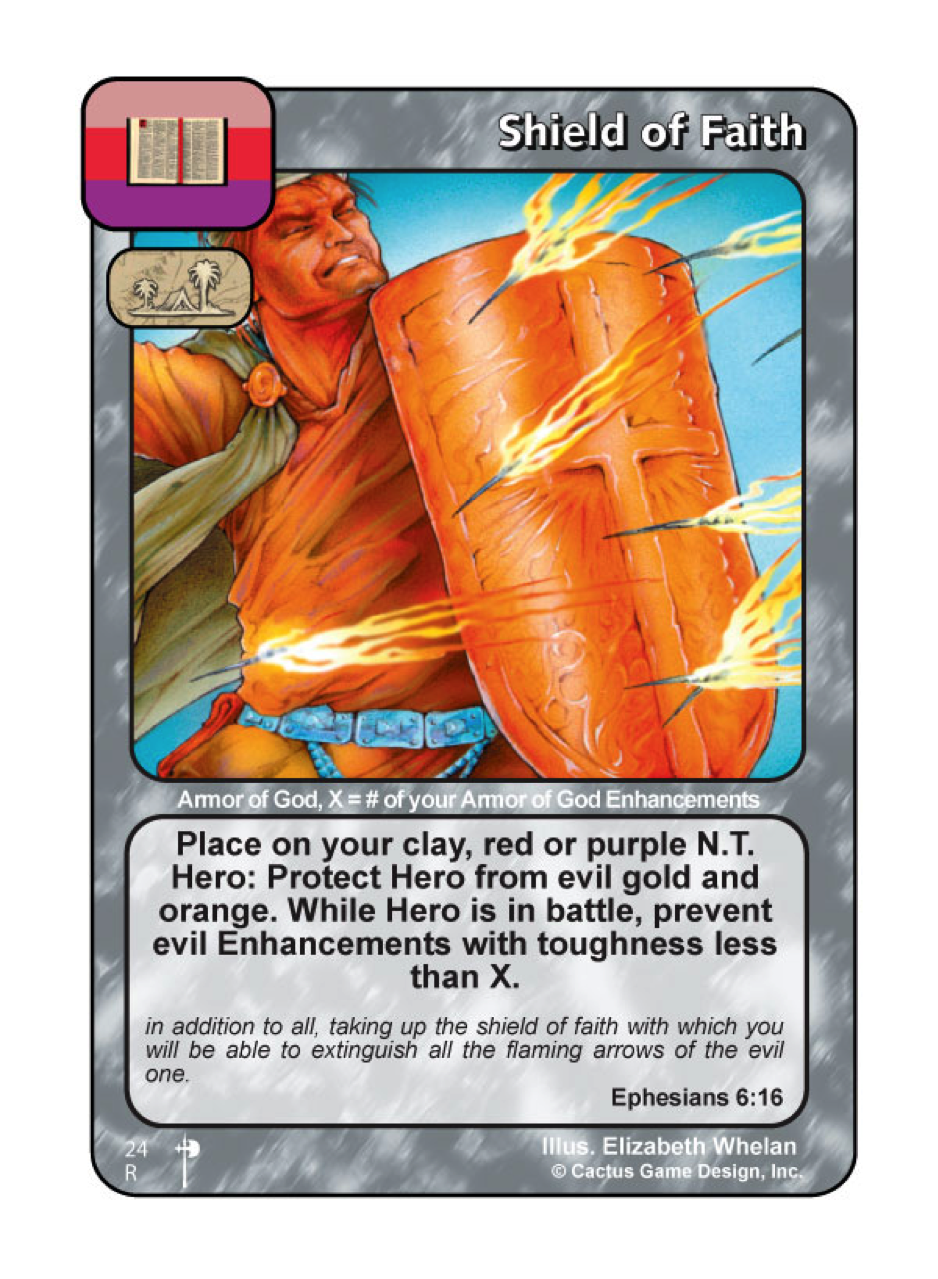 Shield of Faith
Armor of God, X = # of your Armor of God Enhancements
Place on your clay, red or purple N.T.
Hero: Protect Hero from evil gold and
orange. While Hero is in battle, prevent
evil Enhancements with toughness less
than X.
in addition to all, taking up the shield of faith with which you
will be able to extinguish all the flaming arrows of the evil
one.
Ephesians 6:16
24
R
Illus. Elizabeth Whelan
© Cactus Game Design, Inc.